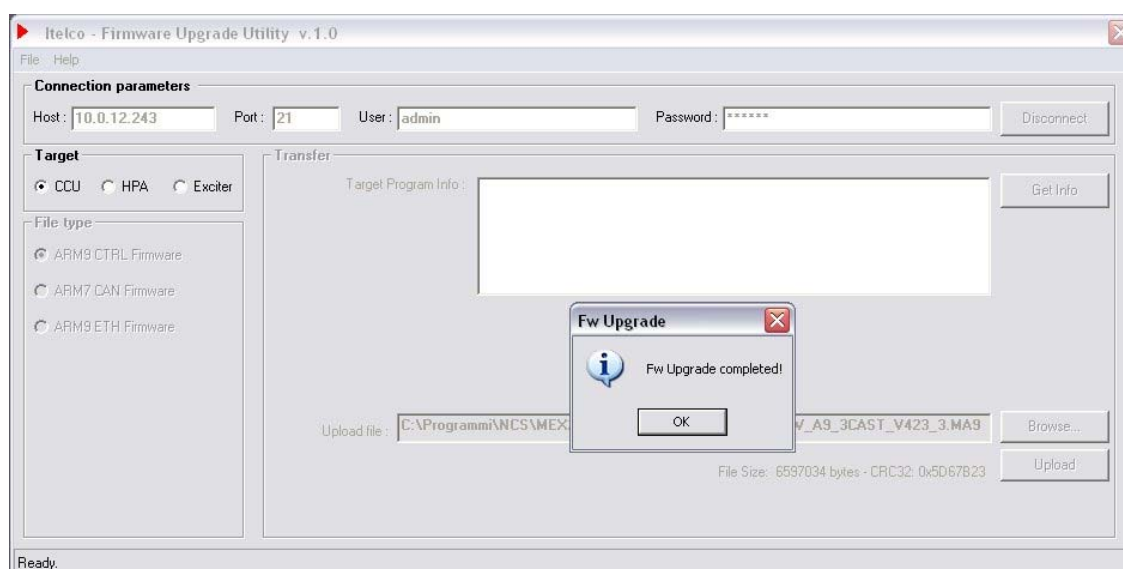 Itelco - Firmware Upgrade Utility v.1.0
File Help
Connection parameters
Host : 10.0.12.243 Port : 21 User : admin Password : ****** Disconnect
Target
CCU HPA Exciter
Transfer
Target Program Info : Get Info
File type
ARM9 CTRL Firmware
ARM7 CAN Firmware
ARM9 ETH Firmware
Fw Upgrade
Fw Upgrade completed!
OK
Upload file : C:\Programmi\NCS\MEX V_A9_3CAST_V423_3.MA9 Browse...
File Size: 6597034 bytes - CRC32: 0x5D67B23 Upload
Ready.